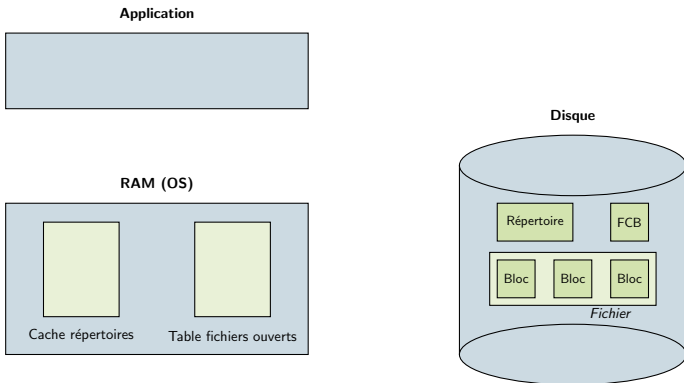 Application
RAM (OS)
Cache répertoires
Table fichiers ouverts
Disque
Répertoire
FCB
Bloc
Bloc
Bloc
Fichier